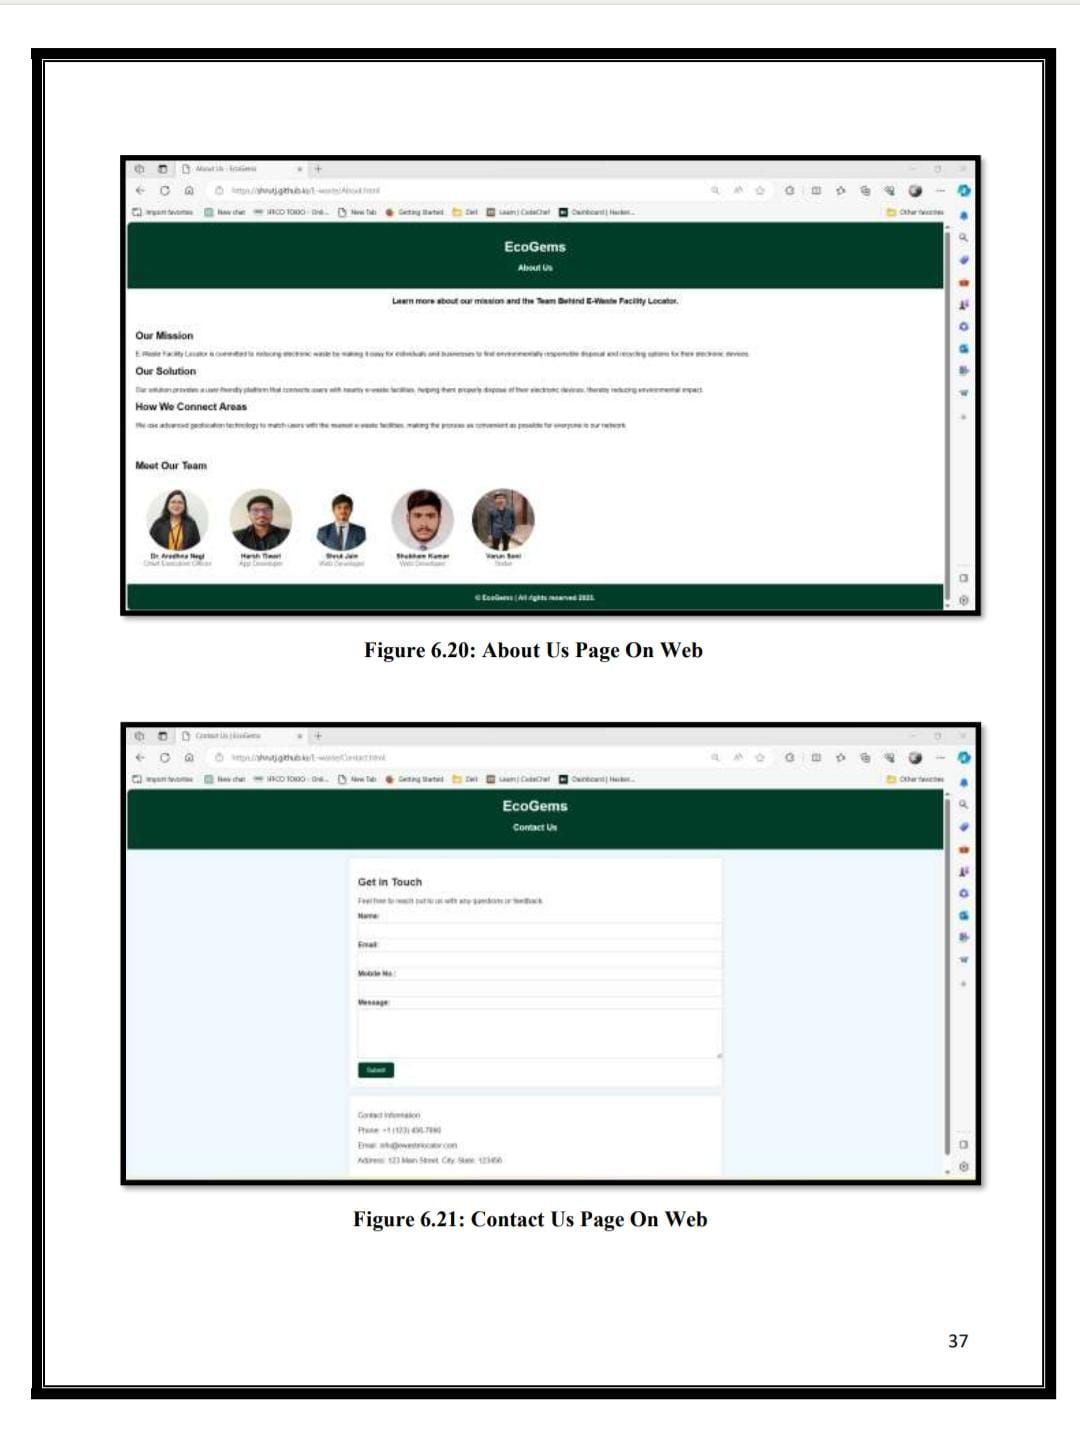 About Us - EcoGems
https://shrutj.github.io/E-waste/About.html
Import favorites New chat IFFCO TOKIO - Onli... New Tab Getting Started Dell Learn | CodeChef Dashboard | Hacker... Other favorites
EcoGems
About Us
Learn more about our mission and the Team Behind E-Waste Facility Locator.
Our Mission
E-Waste Facility Locator is committed to reducing electronic waste by making it easy for individuals and businesses to find environmentally responsible disposal and recycling options for their electronic devices.
Our Solution
Our solution provides a user-friendly platform that connects users with nearby e-waste facilities, helping them properly dispose of their electronic devices, thereby reducing environmental impact.
How We Connect Areas
We use advanced geolocation technology to match users with the nearest e-waste facilities, making the process as convenient as possible for everyone in our network.
Meet Our Team
Dr. Aradhna Negi Harsh Tiwari Shrut Jain Shubham Kumar Varun Soni
Chief Executive Officer App Developer Web Developer Web Developer
© EcoGems | All rights reserved 2023.
Figure 6.20: About Us Page On Web
Contact Us | EcoGems
https://shrutj.github.io/E-waste/Contact.html
Import favorites New chat IFFCO TOKIO - Onli... New Tab Getting Started Dell Learn | CodeChef Dashboard | Hacker... Other favorites
EcoGems
Contact Us
Get in Touch
Feel free to reach out to us with any questions or feedback.
Name:
Email:
Mobile No.:
Message:
Submit
Contact Information
Phone: +1 (123) 456-7890
Email: info@ewastelocator.com
Address: 123 Main Street, City, State, 123456
Figure 6.21: Contact Us Page On Web
37